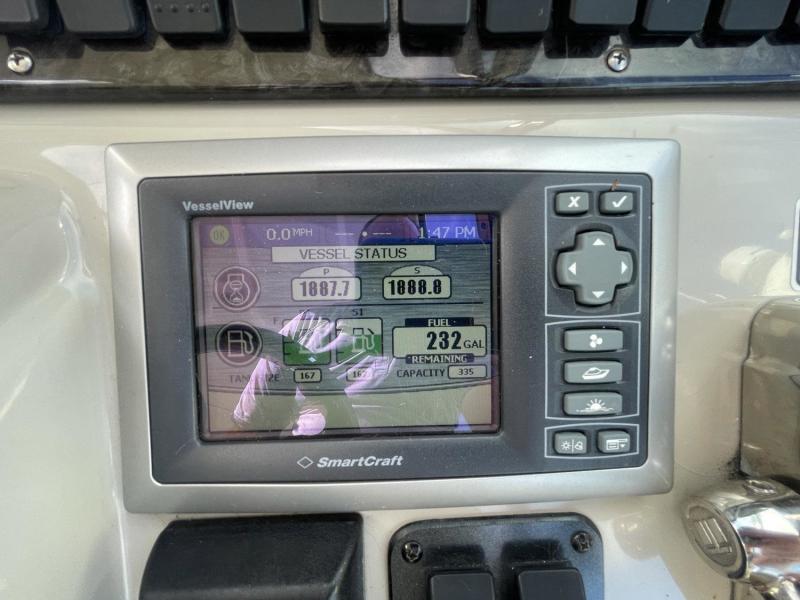 VesselView
OK 0.0 MPH --- • --- 1:47 PM
VESSEL STATUS
P S
1887.7 1888.8
FUEL
232 GAL
REMAINING
167 CAPACITY 335
SmartCraft